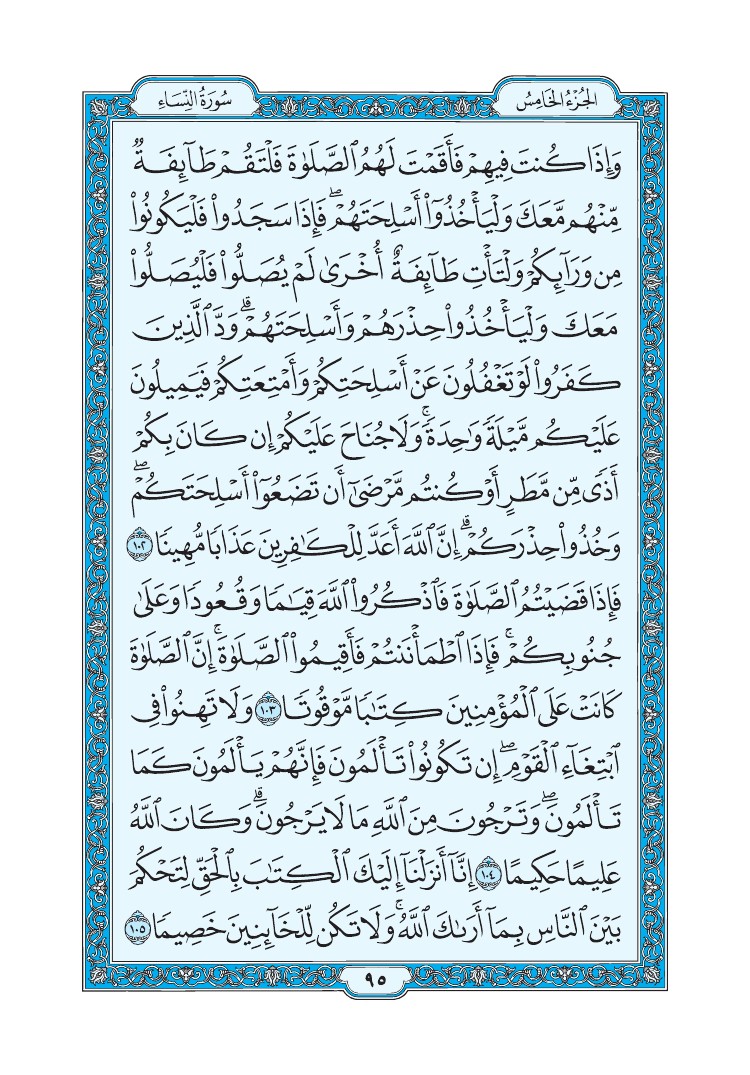 الجُزْءُ الخَامِسُ
سُورَةُ النِّسَاءِ
وَإِذَا كُنتَ فِيهِمْ فَأَقَمْتَ لَهُمُ ٱلصَّلَوٰةَ فَلْتَقُمْ طَآئِفَةٌ
مِّنْهُم مَّعَكَ وَلْيَأْخُذُوٓا۟ أَسْلِحَتَهُمْۖ فَإِذَا سَجَدُوا۟ فَلْيَكُونُوا۟
مِن وَرَآئِكُمْ وَلْتَأْتِ طَآئِفَةٌ أُخْرَىٰ لَمْ يُصَلُّوا۟ فَلْيُصَلُّوا۟
مَعَكَ وَلْيَأْخُذُوا۟ حِذْرَهُمْ وَأَسْلِحَتَهُمْۗ وَدَّ ٱلَّذِينَ
كَفَرُوا۟ لَوْ تَغْفُلُونَ عَنْ أَسْلِحَتِكُمْ وَأَمْتِعَتِكُمْ فَيَمِيلُونَ
عَلَيْكُم مَّيْلَةً وَٰحِدَةًۚ وَلَا جُنَاحَ عَلَيْكُمْ إِن كَانَ بِكُمْ
أَذًى مِّن مَّطَرٍ أَوْ كُنتُم مَّرْضَىٰٓ أَن تَضَعُوٓا۟ أَسْلِحَتَكُمْۖ
وَخُذُوا۟ حِذْرَكُمْۗ إِنَّ ٱللَّهَ أَعَدَّ لِلْكَٰفِرِينَ عَذَابًا مُّهِينًا ١٠٢
فَإِذَا قَضَيْتُمُ ٱلصَّلَوٰةَ فَٱذْكُرُوا۟ ٱللَّهَ قِيَٰمًا وَقُعُودًا وَعَلَىٰ
جُنُوبِكُمْۚ فَإِذَا ٱطْمَأْنَنتُمْ فَأَقِيمُوا۟ ٱلصَّلَوٰةَۚ إِنَّ ٱلصَّلَوٰةَ
كَانَتْ عَلَى ٱلْمُؤْمِنِينَ كِتَٰبًا مَّوْقُوتًا ١٠٣ وَلَا تَهِنُوا۟ فِى
ٱبْتِغَآءِ ٱلْقَوْمِۖ إِن تَكُونُوا۟ تَأْلَمُونَ فَإِنَّهُمْ يَأْلَمُونَ كَمَا
تَأْلَمُونَۖ وَتَرْجُونَ مِنَ ٱللَّهِ مَا لَا يَرْجُونَۗ وَكَانَ ٱللَّهُ
عَلِيمًا حَكِيمًا ١٠٤ إِنَّآ أَنزَلْنَآ إِلَيْكَ ٱلْكِتَٰبَ بِٱلْحَقِّ لِتَحْكُمَ
بَيْنَ ٱلنَّاسِ بِمَآ أَرَىٰكَ ٱللَّهُۚ وَلَا تَكُن لِّلْخَآئِنِينَ خَصِيمًا ١٠٥
٩٥